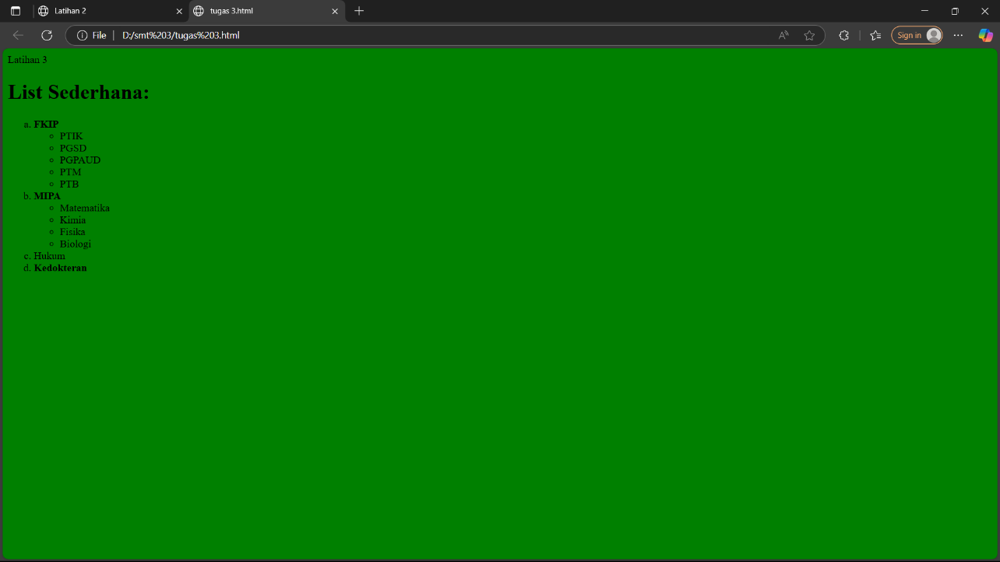 Latihan 2
tugas 3.html
File
D:/smt%203/tugas%203.html
Sign in
Latihan 3
List Sederhana:
a. FKIP
PTIK
PGSD
PGPAUD
PTM
PTB
b. MIPA
Matematika
Kimia
Fisika
Biologi
c. Hukum
d. Kedokteran